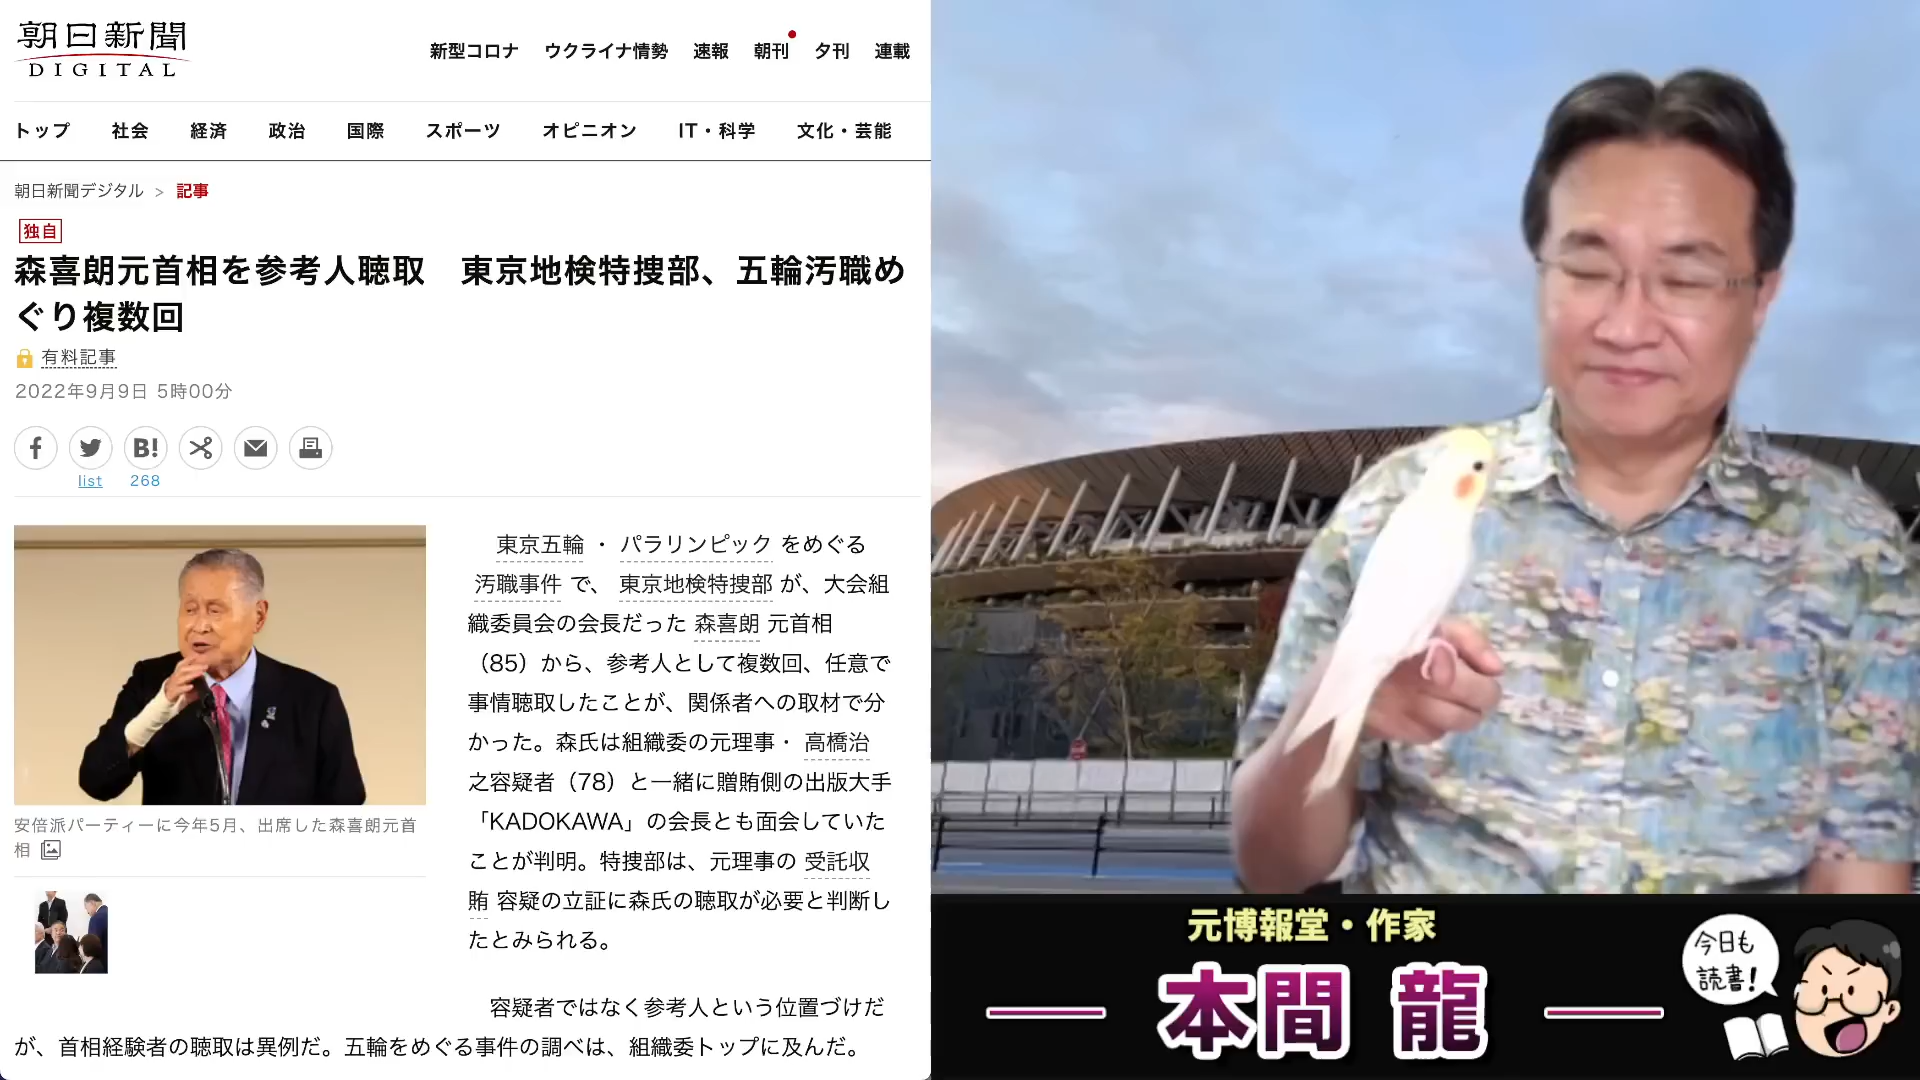 朝日新聞
DIGITAL
新型コロナ ウクライナ情勢 速報 朝刊 夕刊 連載
トップ 社会 経済 政治 国際 スポーツ オピニオン IT・科学 文化・芸能
朝日新聞デジタル > 記事
独自
森喜朗元首相を参考人聴取 東京地検特捜部、五輪汚職め
ぐり複数回
有料記事
2022年9月9日 5時00分
B!
list 268
安倍派パーティーに今年5月、出席した森喜朗元首
相
東京五輪・パラリンピックをめぐる
汚職事件で、東京地検特捜部が、大会組
織委員会の会長だった森喜朗元首相
（85）から、参考人として複数回、任意で
事情聴取したことが、関係者への取材で分
かった。森氏は組織委の元理事・高橋治
之容疑者（78）と一緒に贈賄側の出版大手
「KADOKAWA」の会長とも面会していた
ことが判明。特捜部は、元理事の受託収
賄容疑の立証に森氏の聴取が必要と判断し
たとみられる。
容疑者ではなく参考人という位置づけだ
が、首相経験者の聴取は異例だ。五輪をめぐる事件の調べは、組織委トップに及んだ。
元博報堂・作家
本間 龍
今日も
読書!